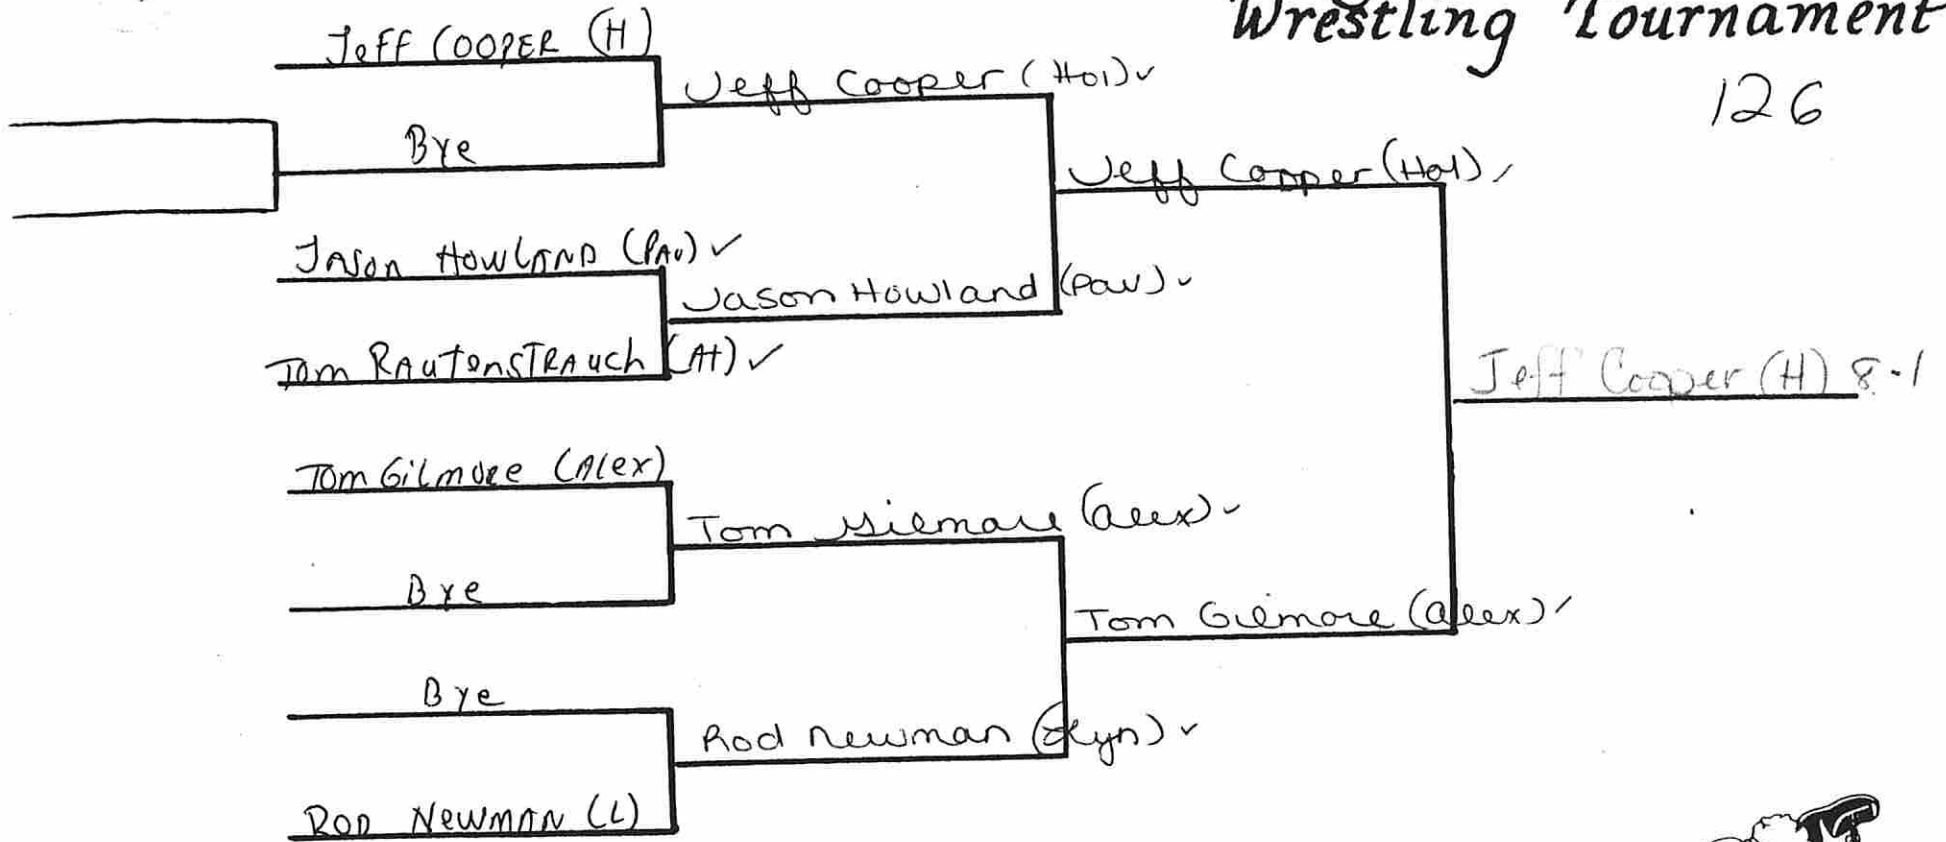 Wrestling Tournament
126
Jeff Cooper (H)
Jeff Cooper (Hol) ✓
Bye
Jeff Cooper (Hol) ✓
Jason Howland (Pav) ✓
Jason Howland (Pav) ✓
Tom Rautenstrauch (At) ✓
Jeff Cooper (H) 8-1
Tom Gilmore (Alex)
Tom Gilmore (Alex) ✓
Bye
Tom Gilmore (Alex) ✓
Bye
Rod Newman (Lyn) ✓
Rod Newman (L)